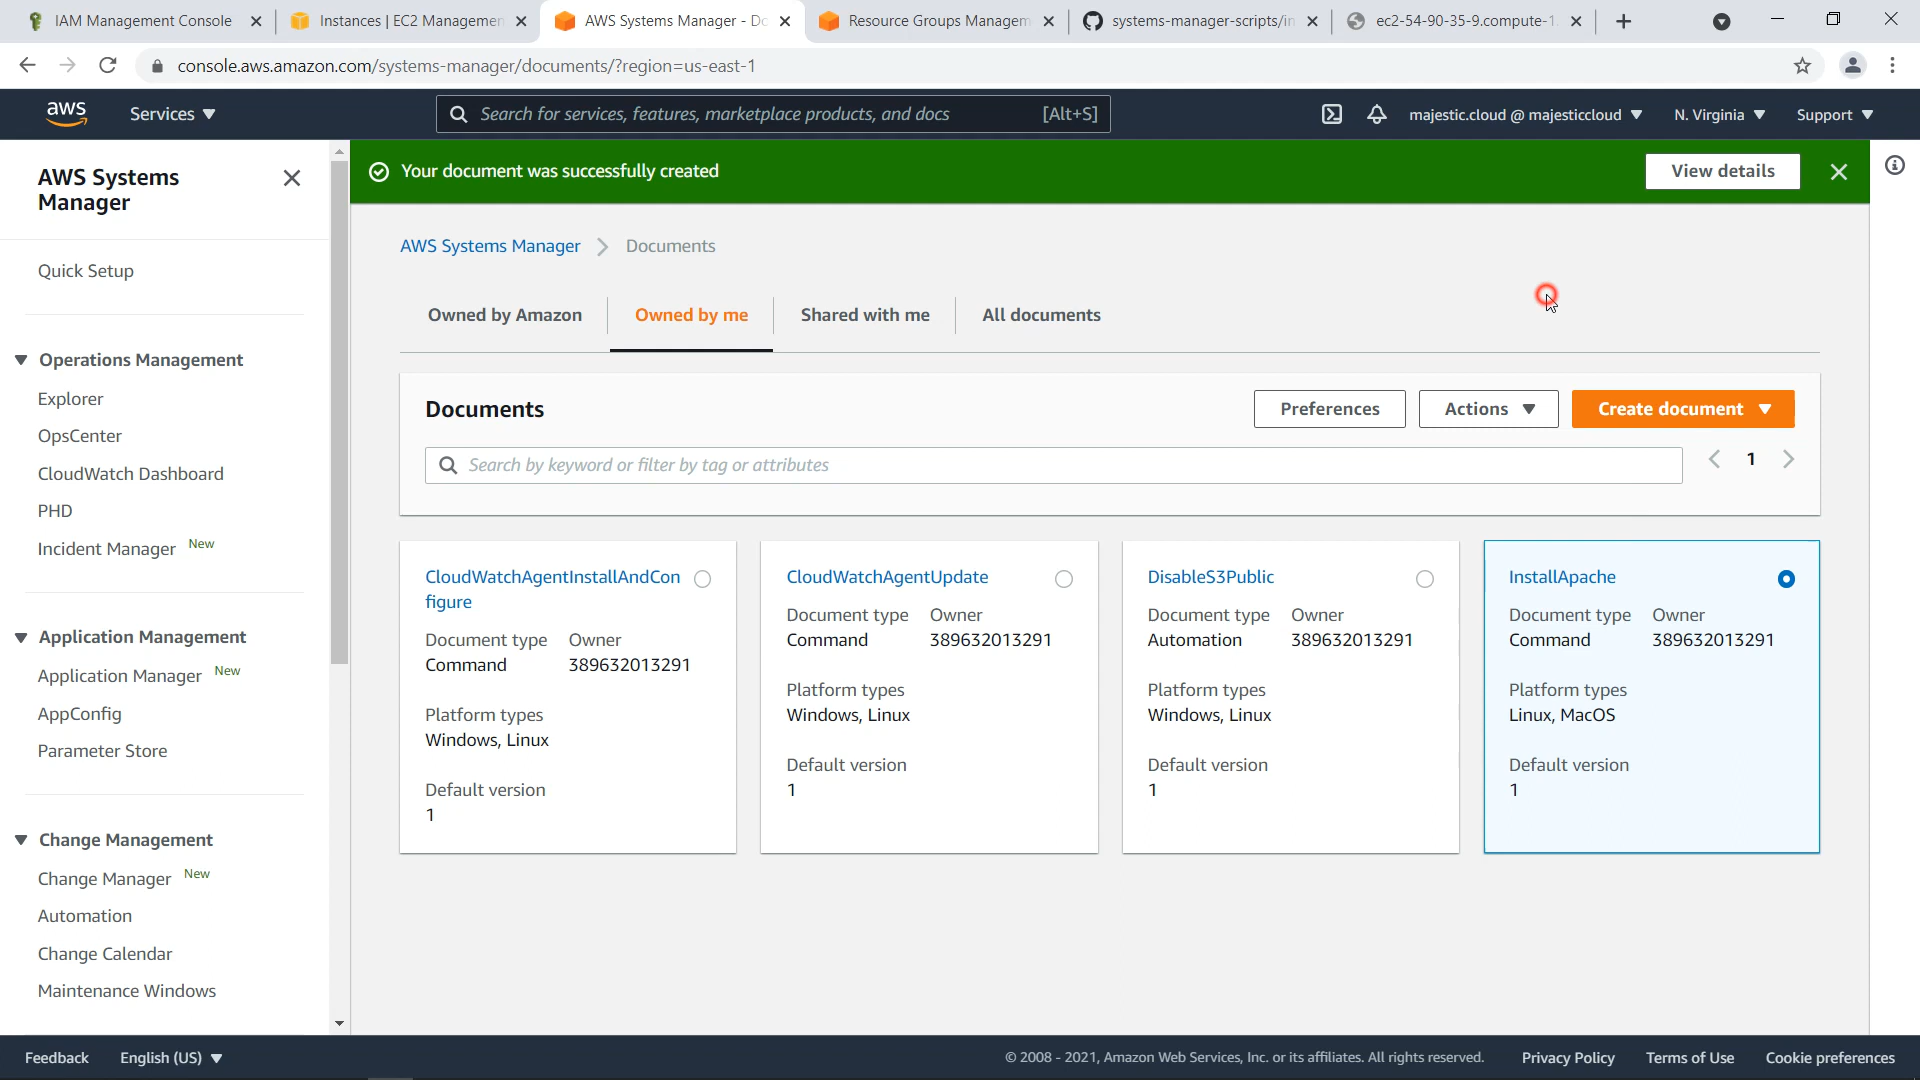 IAM Management Console
Instances | EC2 Managemen
AWS Systems Manager - Do
Resource Groups Managem
systems-manager-scripts/in
ec2-54-90-35-9.compute-1.
console.aws.amazon.com/systems-manager/documents/?region=us-east-1
aws
Services
Search for services, features, marketplace products, and docs
[Alt+S]
majestic.cloud @ majesticcloud
N. Virginia
Support
AWS Systems
Manager
Quick Setup
Operations Management
Explorer
OpsCenter
CloudWatch Dashboard
PHD
Incident Manager New
Application Management
Application Manager New
AppConfig
Parameter Store
Change Management
Change Manager New
Automation
Change Calendar
Maintenance Windows
Your document was successfully created
View details
AWS Systems Manager
Documents
Owned by Amazon
Owned by me
Shared with me
All documents
Documents
Preferences
Actions
Create document
Search by keyword or filter by tag or attributes
1
CloudWatchAgentInstallAndCon
figure
Document type Owner
Command 389632013291
Platform types
Windows, Linux
Default version
1
CloudWatchAgentUpdate
Document type Owner
Command 389632013291
Platform types
Windows, Linux
Default version
1
DisableS3Public
Document type Owner
Automation 389632013291
Platform types
Windows, Linux
Default version
1
InstallApache
Document type Owner
Command 389632013291
Platform types
Linux, MacOS
Default version
1
Feedback
English (US)
© 2008 - 2021, Amazon Web Services, Inc. or its affiliates. All rights reserved.
Privacy Policy
Terms of Use
Cookie preferences